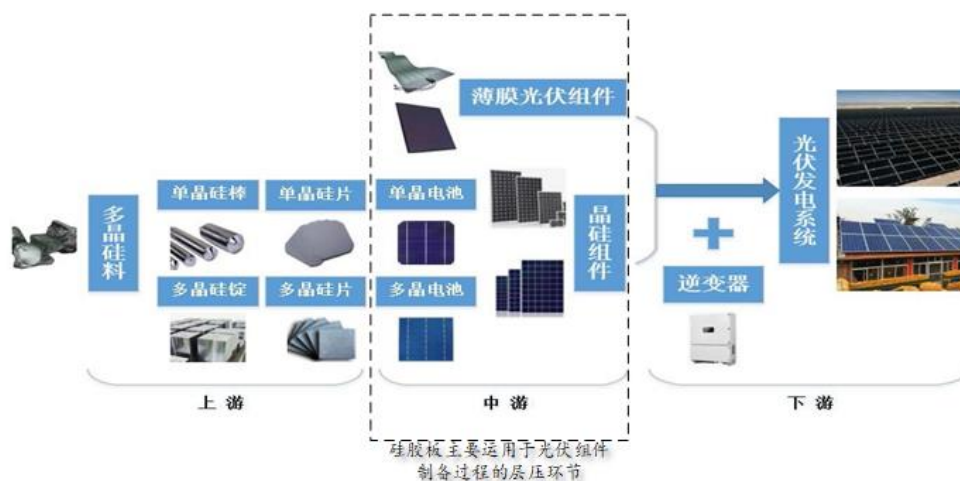 薄膜光伏组件
多晶硅料
单晶硅棒
单晶硅片
单晶电池
多晶硅锭
多晶硅片
多晶电池
晶硅组件
逆变器
光伏发电系统
上游
中游
下游
硅胶板主要运用于光伏组件
制备过程的层压环节